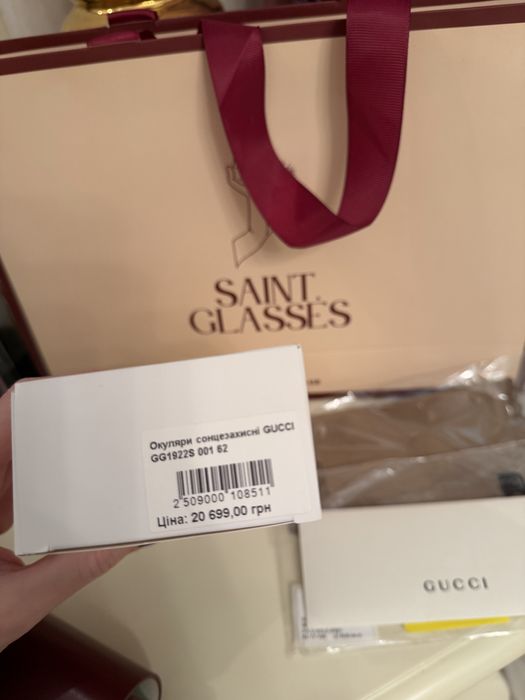 SAINT.
GLASSES
Окуляри сонцезахисні GUCCI
GG1922S 001 62
2 509000 108511
Ціна: 20 699,00 грн
GUCCI